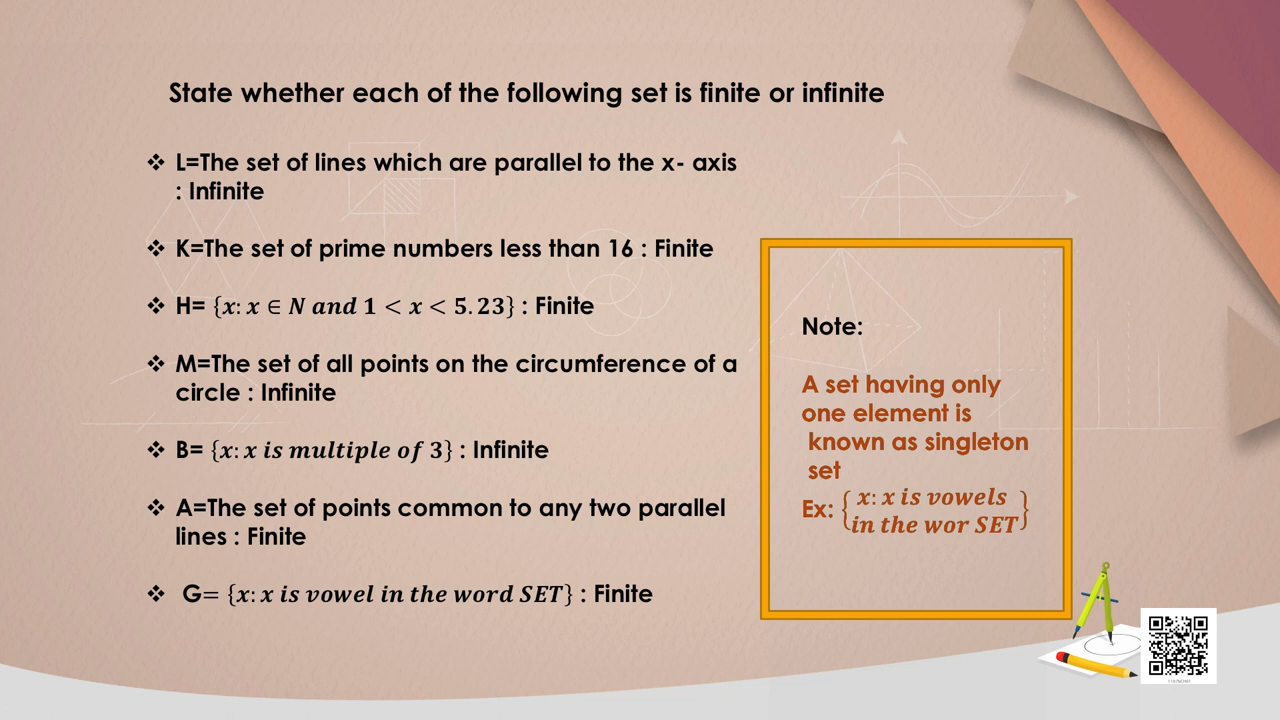 State whether each of the following set is finite or infinite
❖ L=The set of lines which are parallel to the x- axis
: Infinite
❖ K=The set of prime numbers less than 16 : Finite
❖ H= {x: x ∈ N and 1 < x < 5.23} : Finite
❖ M=The set of all points on the circumference of a
circle : Infinite
❖ B= {x: x is multiple of 3} : Infinite
❖ A=The set of points common to any two parallel
lines : Finite
❖ G= {x: x is vowel in the word SET} : Finite
Note:
A set having only
one element is
known as singleton
set
Ex: {x: x is vowels
in the wor SET}